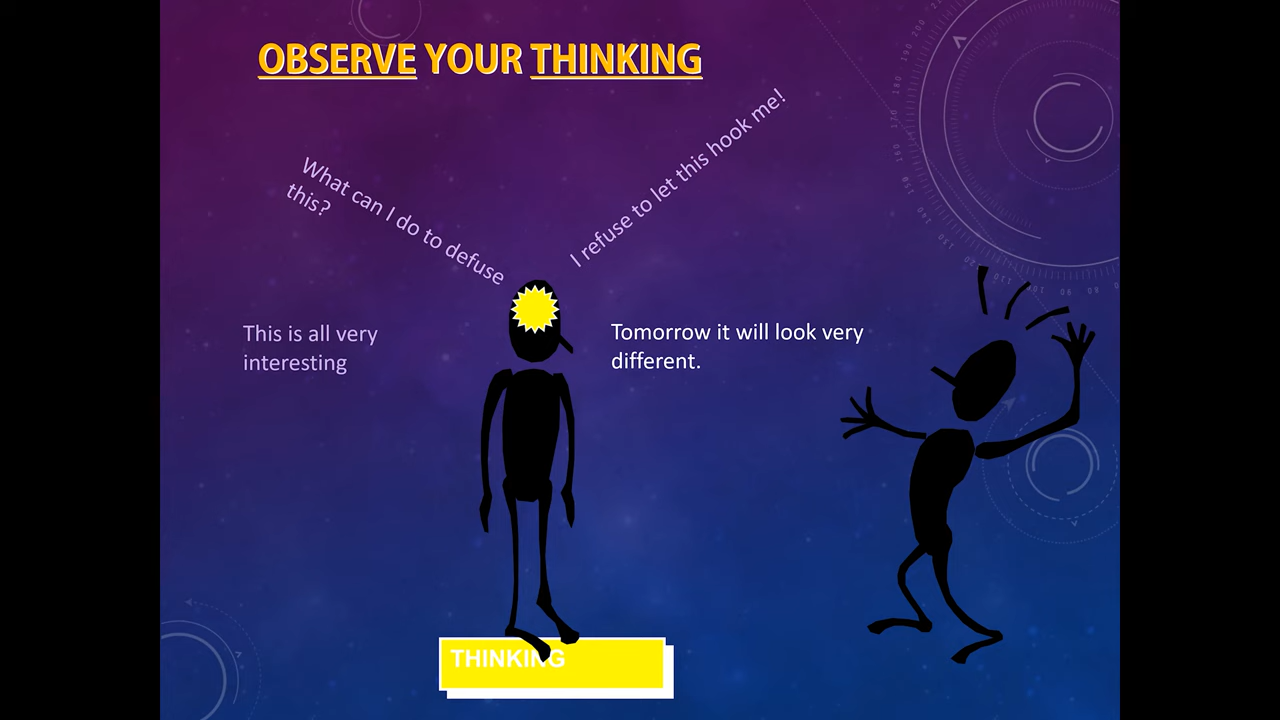 OBSERVE YOUR THINKING
What can I do to defuse
this?
I refuse to let this hook me!
This is all very
interesting
Tomorrow it will look very
different.
THINKING